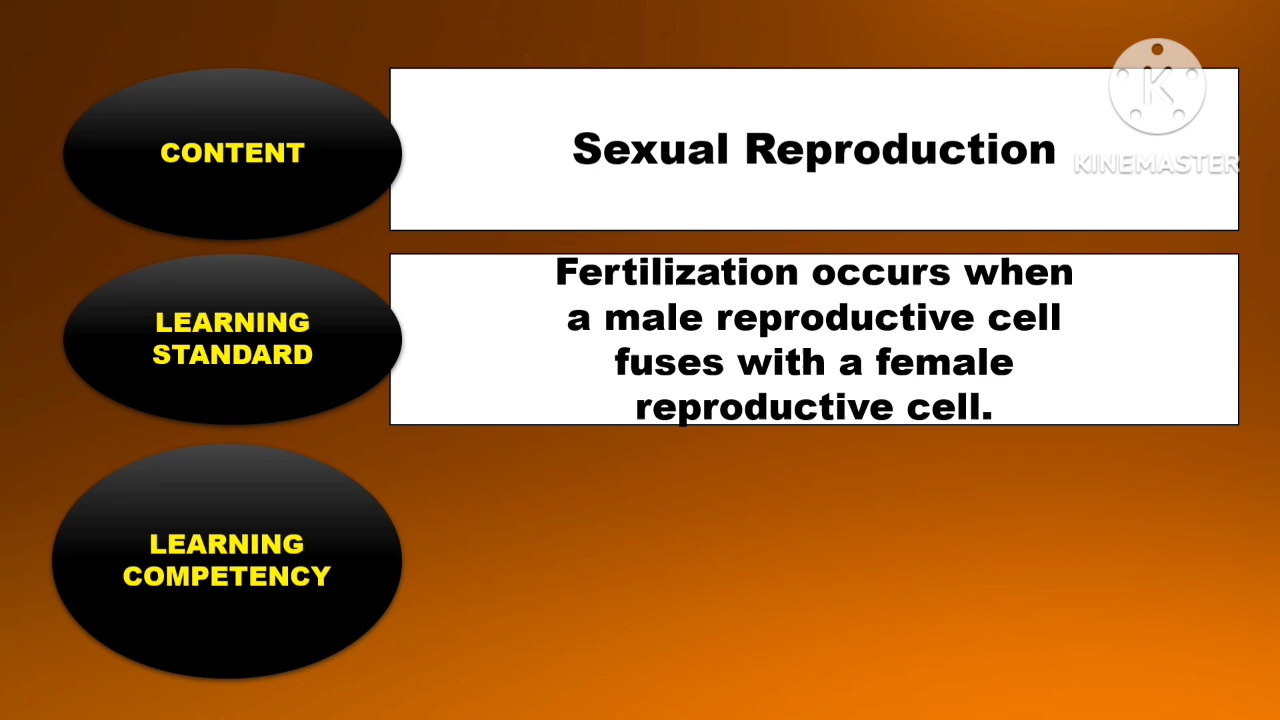 CONTENT
Sexual Reproduction
K
KINEMASTER
LEARNING
STANDARD
Fertilization occurs when
a male reproductive cell
fuses with a female
reproductive cell.
LEARNING
COMPETENCY